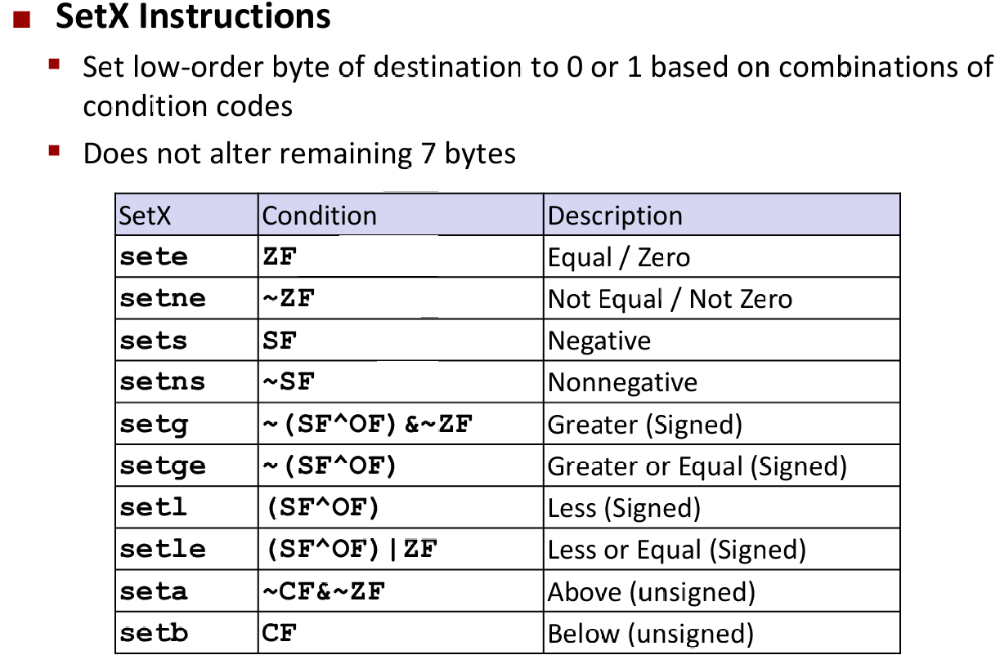 SetX Instructions
Set low-order byte of destination to 0 or 1 based on combinations of
condition codes
Does not alter remaining 7 bytes
SetX Condition Description
sete ZF Equal / Zero
setne ~ZF Not Equal / Not Zero
sets SF Negative
setns ~SF Nonnegative
setg ~(SF^OF)&~ZF Greater (Signed)
setge ~(SF^OF) Greater or Equal (Signed)
setl (SF^OF) Less (Signed)
setle (SF^OF)|ZF Less or Equal (Signed)
seta ~CF&~ZF Above (unsigned)
setb CF Below (unsigned)